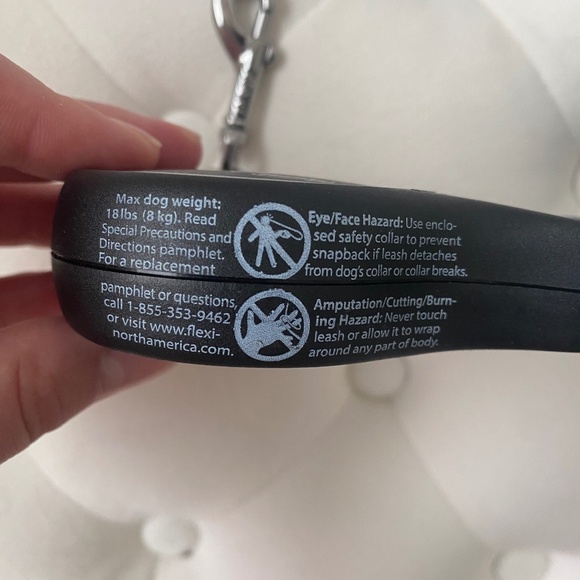 Max dog weight:
18lbs (8 kg). Read
Special Precautions and
Directions pamphlet.
For a replacement
pamphlet or questions,
call 1-855-353-9462
or visit www.flexi-
northamerica.com.
Eye/Face Hazard: Use enclo-
sed safety collar to prevent
snapback if leash detaches
from dog's collar or collar breaks.
Amputation/Cutting/Burn-
ing Hazard: Never touch
leash or allow it to wrap
around any part of body.